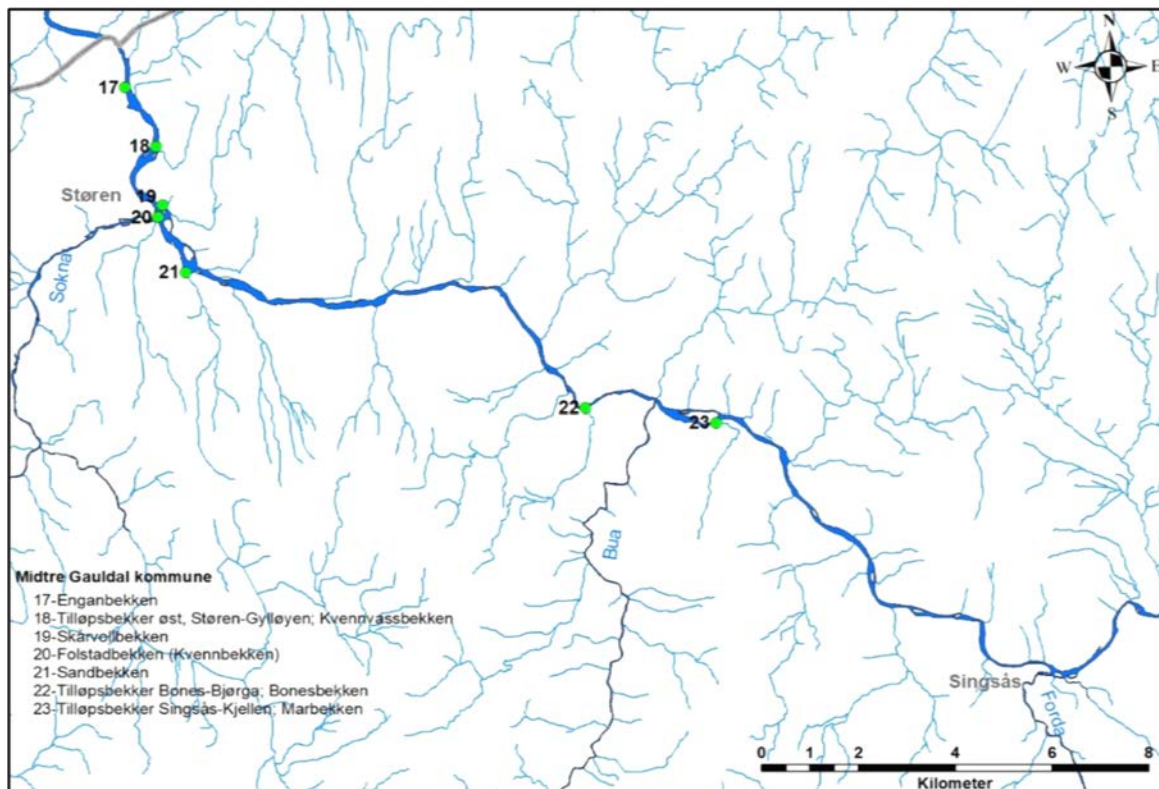 N
W E
S
17
18
Støren
19
20
Sokna
21
22
23
Bua
Midtre Gauldal kommune
17-Enganbekken
18-Tilløpsbekker øst, Støren-Gylløyen; Kvennvassbekken
19-Skårvollbekken
20-Folstadbekken (Kvennbekken)
21-Sandbekken
22-Tilløpsbekker Bones-Bjørga; Bonesbekken
23-Tilløpsbekker Singsås-Kjellen; Marbekken
Singsås
Forda
0 1 2 4 6 8
Kilometer